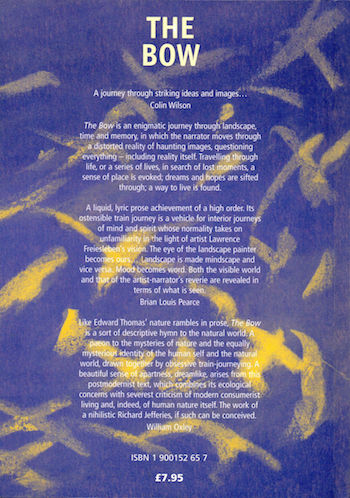 THE
BOW
A journey through striking ideas and images…
Colin Wilson
The Bow is an enigmatic journey through landscape,
time and memory, in which the narrator moves through
a distorted reality of haunting images, questioning
everything – including reality itself. Travelling through
life, or a series of lives, in search of lost moments, a
sense of place is evoked; dreams and hopes are sifted
through; a way to live is found.
A liquid, lyric prose achievement of a high order. Its
ostensible train journey is a vehicle for interior journeys
of mind and spirit whose normality takes on
unfamiliarity in the light of artist Lawrence
Freiesleben's vision. The eye of the landscape painter
becomes ours… Landscape is made mindscape and
vice versa. Mood becomes word. Both the visible world
and that of the artist-narrator's reverie are revealed in
terms of what is seen.
Brian Louis Pearce
Like Edward Thomas' nature rambles in prose, The Bow
is a sort of descriptive hymn to the natural world. A
paeon to the mysteries of nature and the equally
mysterious identity of the human self and the natural
world, drawn together by obsessive train-journeying. A
beautiful sense of apartness, dreamlike, arises from this
postmodernist text, which combines its ecological
concerns with severest criticism of modern consumerist
living and, indeed, of human nature itself. The work of
a nihilistic Richard Jefferies, if such can be conceived.
William Oxley
ISBN 1 900152 65 7
£7.95